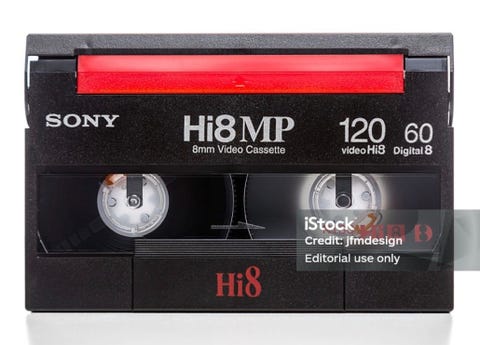 SONY
Hi8 MP
8mm Video Cassette
120
video Hi8
60
Digital 8
iStock
Credit: jfmdesign
Editorial use only
Hi8